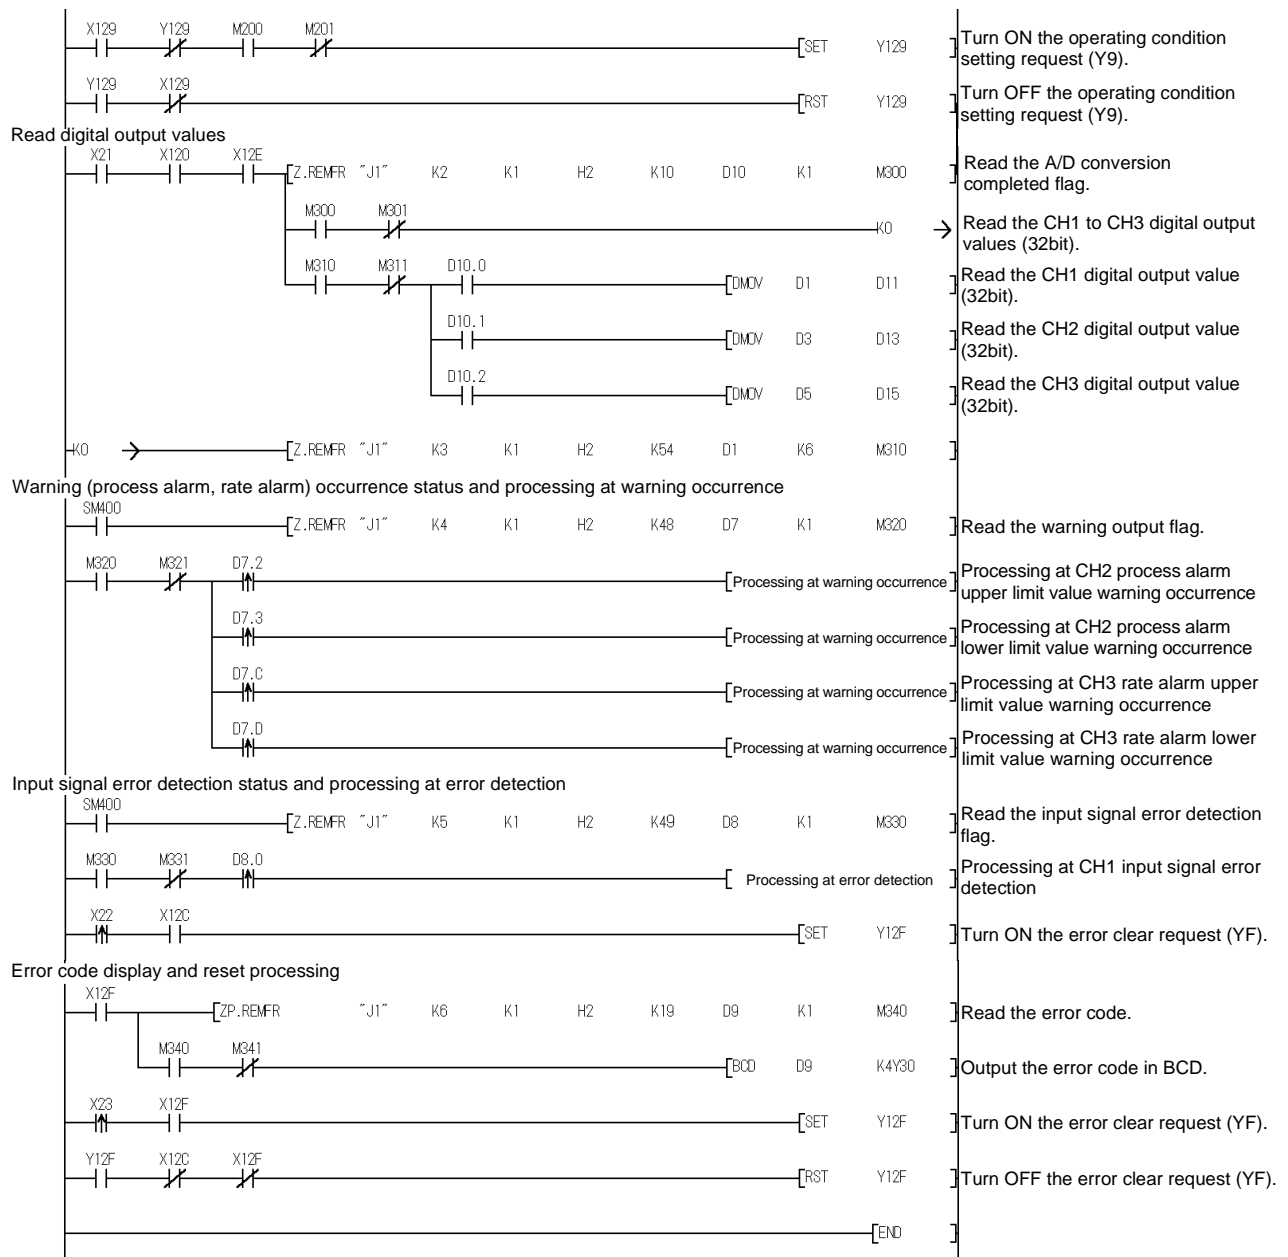 X129 Y129 M200 M201
[SET Y129 ] Turn ON the operating condition
setting request (Y9).
Y129 X129
[RST Y129 ] Turn OFF the operating condition
setting request (Y9).
Read digital output values
X21 X120 X12E
[Z.REMFR "J1" K2 K1 H2 K10 D10 K1 M300 ] Read the A/D conversion
completed flag.
M300 M301
K0 Read the CH1 to CH3 digital output
values (32bit).
M310 M311 D10.0
[DMOV D1 D11 ] Read the CH1 digital output value
(32bit).
D10.1
[DMOV D3 D13 ] Read the CH2 digital output value
(32bit).
D10.2
[DMOV D5 D15 ] Read the CH3 digital output value
(32bit).
K0 [Z.REMFR "J1" K3 K1 H2 K54 D1 K6 M310 ]
Warning (process alarm, rate alarm) occurrence status and processing at warning occurrence
SM400
[Z.REMFR "J1" K4 K1 H2 K48 D7 K1 M320 ] Read the warning output flag.
M320 M321 D7.2
[Processing at warning occurrence ] Processing at CH2 process alarm
upper limit value warning occurrence
D7.3
[Processing at warning occurrence ] Processing at CH2 process alarm
lower limit value warning occurrence
D7.C
[Processing at warning occurrence ] Processing at CH3 rate alarm upper
limit value warning occurrence
D7.D
[Processing at warning occurrence ] Processing at CH3 rate alarm lower
limit value warning occurrence
Input signal error detection status and processing at error detection
SM400
[Z.REMFR "J1" K5 K1 H2 K49 D8 K1 M330 ] Read the input signal error detection
flag.
M330 M331 D8.0
[ Processing at error detection ] Processing at CH1 input signal error
detection
X22 X12C
[SET Y12F ] Turn ON the error clear request (YF).
Error code display and reset processing
X12F
[ZP.REMFR "J1" K6 K1 H2 K19 D9 K1 M340 ] Read the error code.
M340 M341
[BCD D9 K4Y30 ] Output the error code in BCD.
X23 X12F
[SET Y12F ] Turn ON the error clear request (YF).
Y12F X12C X12F
[RST Y12F ] Turn OFF the error clear request (YF).
[END ]